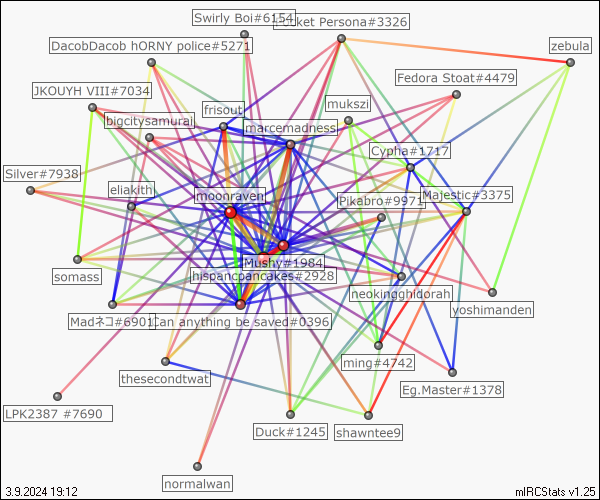 Swirly Boi#6154
Pocket Persona#3326
DacobDacob hORNY police#5271
zebula
Fedora Stoat#4479
JKOUYH VIII#7034
frisout
mukszi
bigcitysamurai
marcemadness
Cypha#1717
Silver#7938
eliakith
moonraven
Pikabro#9971
Majestic#3375
Mushy#1984
somass
hispancpancakes#2928
neokingghidorah
yoshimanden
Madネコ#6901
Can anything be saved#0396
ming#4742
thesecondtwat
Eg.Master#1378
LPK2387 #7690
Duck#1245
shawntee9
normalwan
3.9.2024 19:12
mIRCStats v1.25